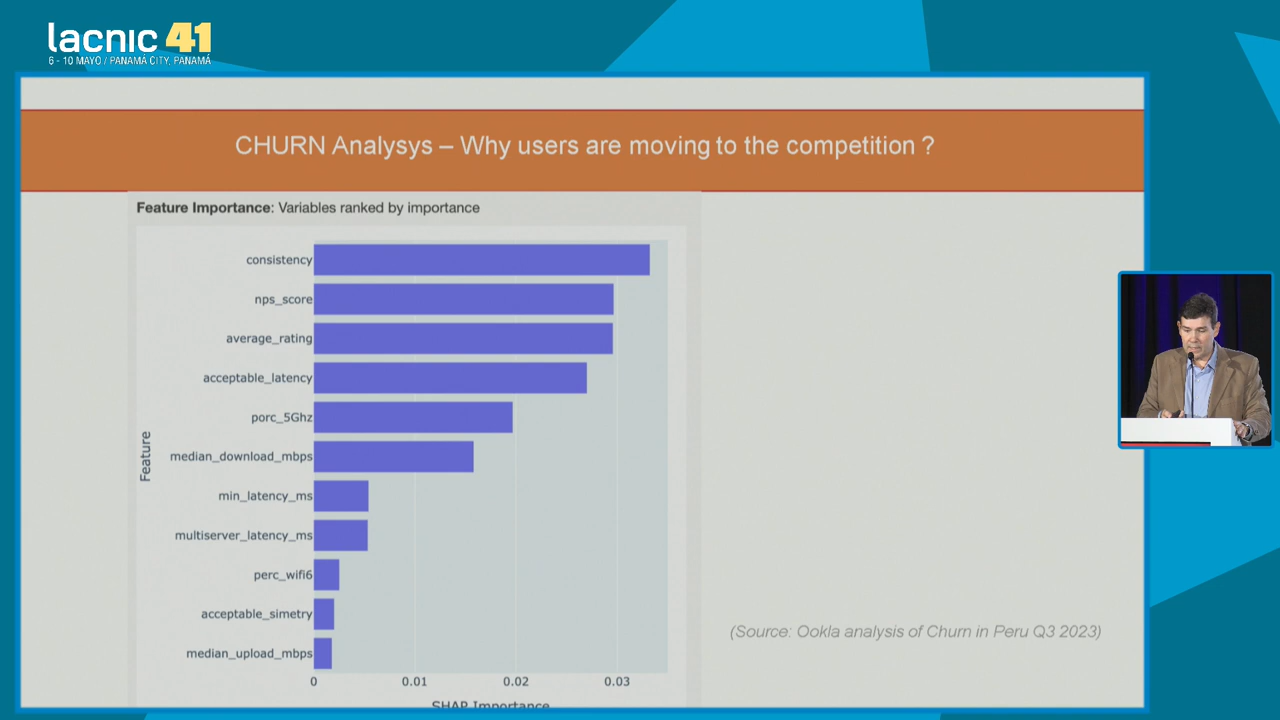 lacnic 41
6 - 10 MAYO / PANAMÁ CITY, PANAMÁ
CHURN Analysys – Why users are moving to the competition ?
Feature Importance: Variables ranked by importance
consistency
nps_score
average_rating
acceptable_latency
porc_5Ghz
median_download_mbps
min_latency_ms
multiserver_latency_ms
perc_wifi6
acceptable_simetry
median_upload_mbps
Feature
0 0.01 0.02 0.03
SHAP Importance
(Source: Ookla analysis of Churn in Peru Q3 2023)